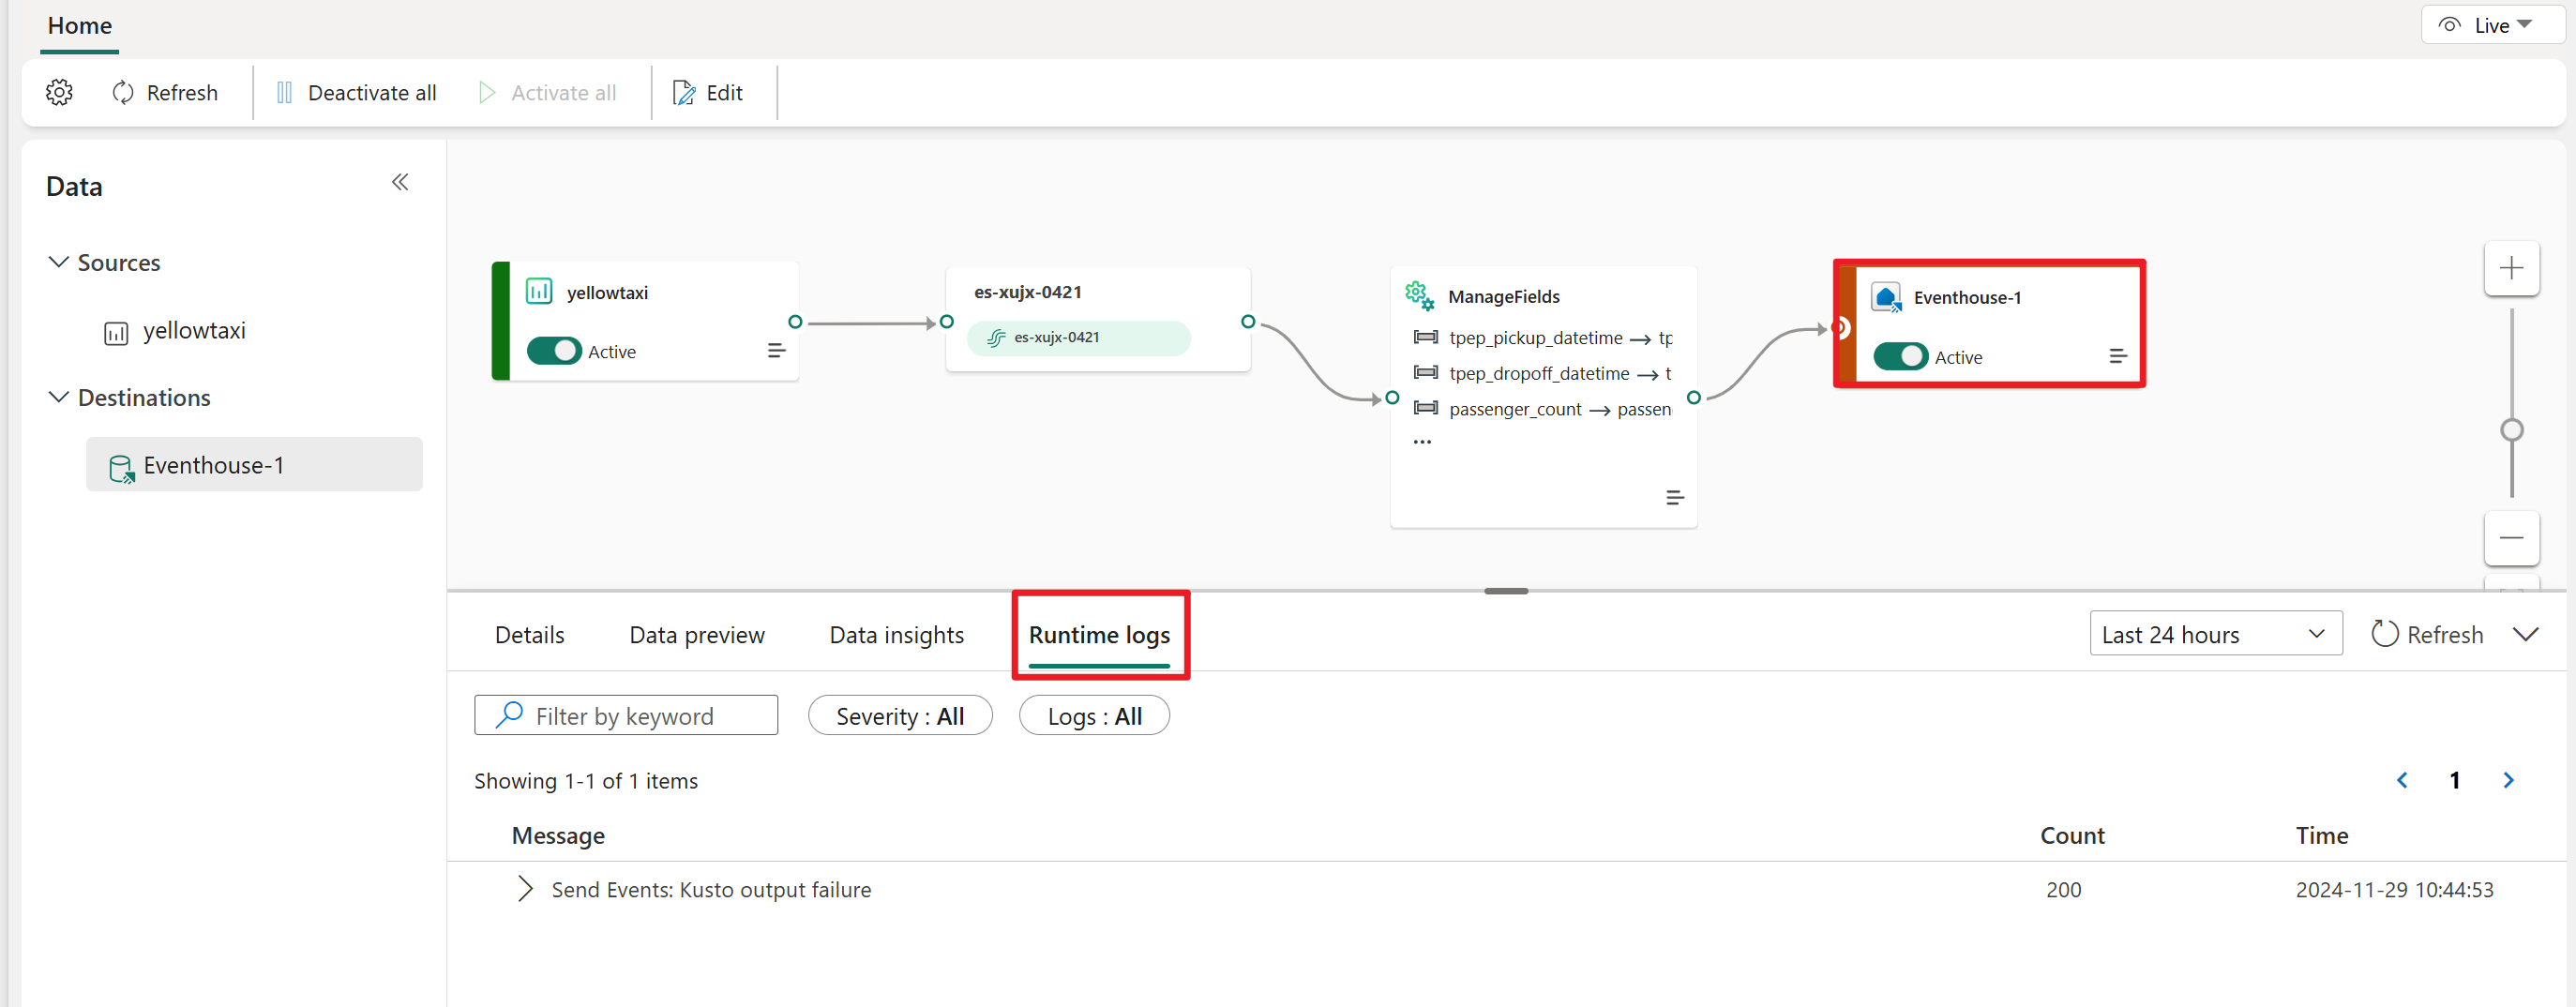 Home
Live
Refresh
Deactivate all
Activate all
Edit
Data
Sources
yellowtaxi
Destinations
Eventhouse-1
yellowtaxi
Active
es-xujx-0421
es-xujx-0421
ManageFields
tpep_pickup_datetime → tp
tpep_dropoff_datetime → t
passenger_count → passen
...
Eventhouse-1
Active
Details
Data preview
Data insights
Runtime logs
Last 24 hours
Refresh
Filter by keyword
Severity : All
Logs : All
Showing 1-1 of 1 items
1
Message
Count
Time
Send Events: Kusto output failure
200
2024-11-29 10:44:53